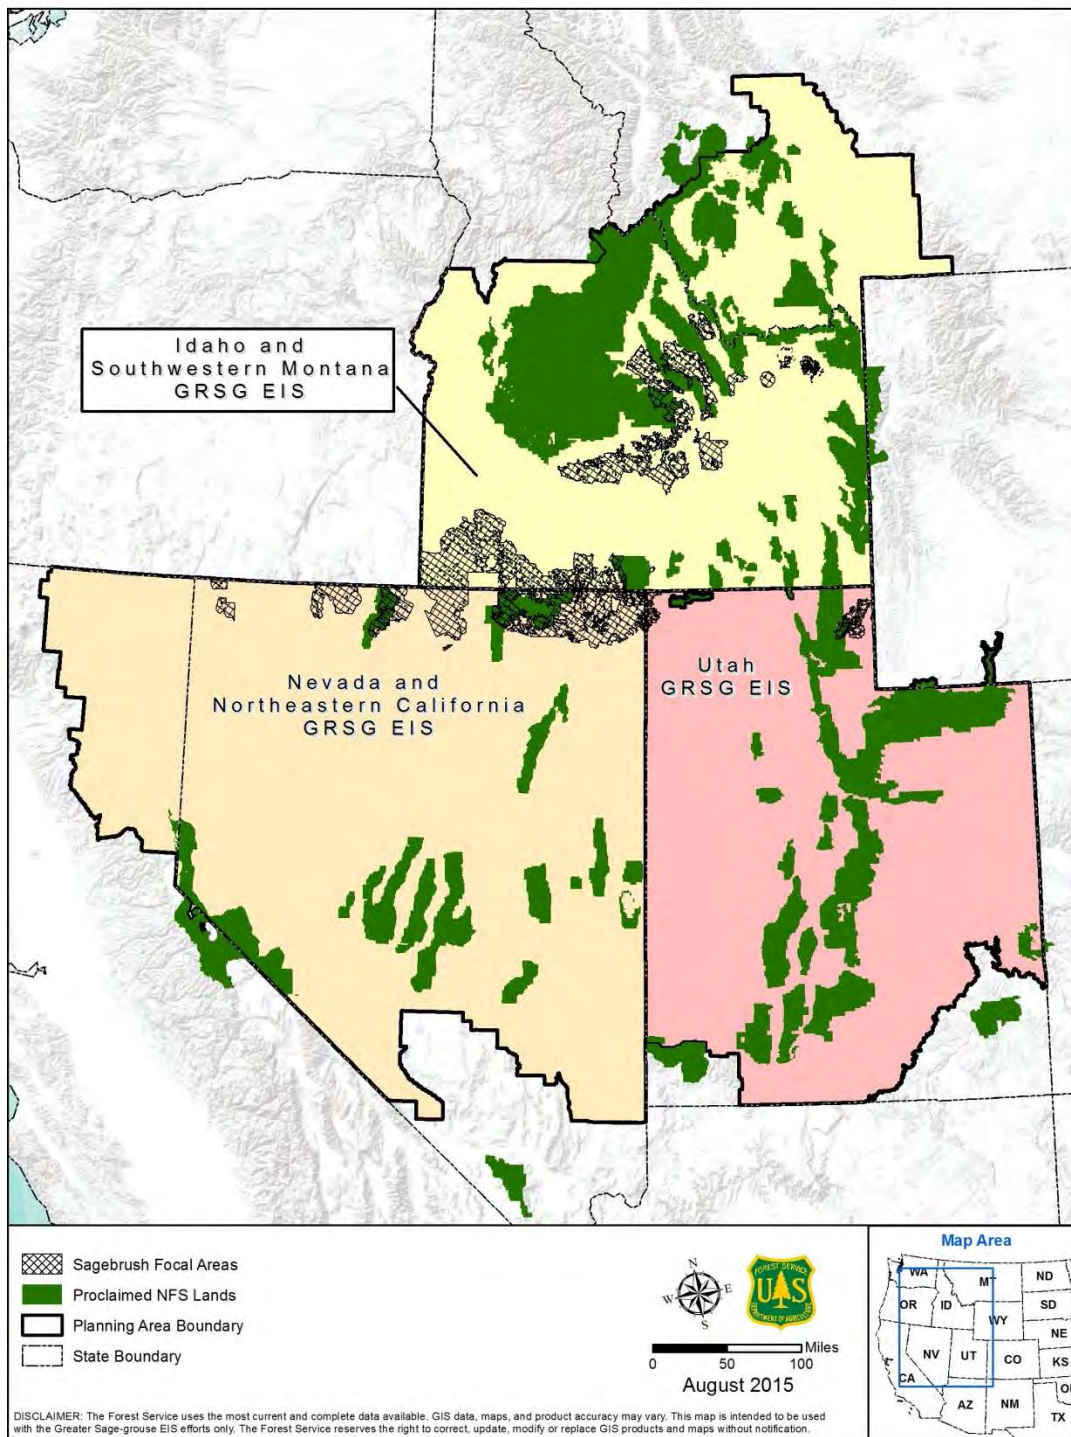 Idaho and
Southwestern Montana
GRSG EIS
Nevada and
Northeastern California
GRSG EIS
Utah
GRSG EIS
Sagebrush Focal Areas
Proclaimed NFS Lands
Planning Area Boundary
State Boundary
N
W E
S
FOREST SERVICE
U S
DEPARTMENT OF AGRICULTURE
Miles
0 50 100
August 2015
Map Area
WA
MT
ND
OR
ID
SD
WY
NE
NV
UT
CO
KS
CA
AZ
NM
TX
DISCLAIMER: The Forest Service uses the most current and complete data available. GIS data, maps, and product accuracy may vary. This map is intended to be used
with the Greater Sage-grouse EIS efforts only. The Forest Service reserves the right to correct, update, modify or replace GIS products and maps without notification.